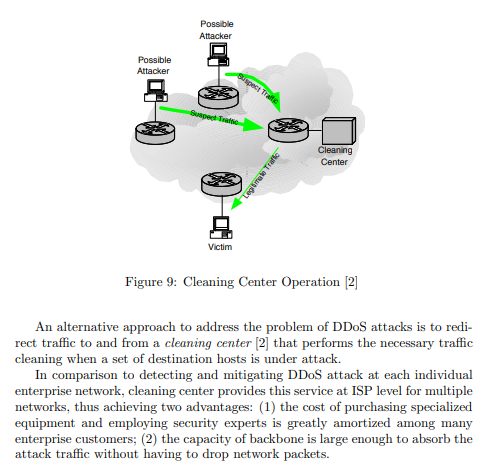 Possible
Attacker
Possible
Attacker
Suspect Traffic
Suspect Traffic
Cleaning
Center
Legitimate Traffic
Victim
Figure 9: Cleaning Center Operation [2]
An alternative approach to address the problem of DDoS attacks is to redi-
rect traffic to and from a cleaning center [2] that performs the necessary traffic
cleaning when a set of destination hosts is under attack.
In comparison to detecting and mitigating DDoS attack at each individual
enterprise network, cleaning center provides this service at ISP level for multiple
networks, thus achieving two advantages: (1) the cost of purchasing specialized
equipment and employing security experts is greatly amortized among many
enterprise customers; (2) the capacity of backbone is large enough to absorb the
attack traffic without having to drop network packets.